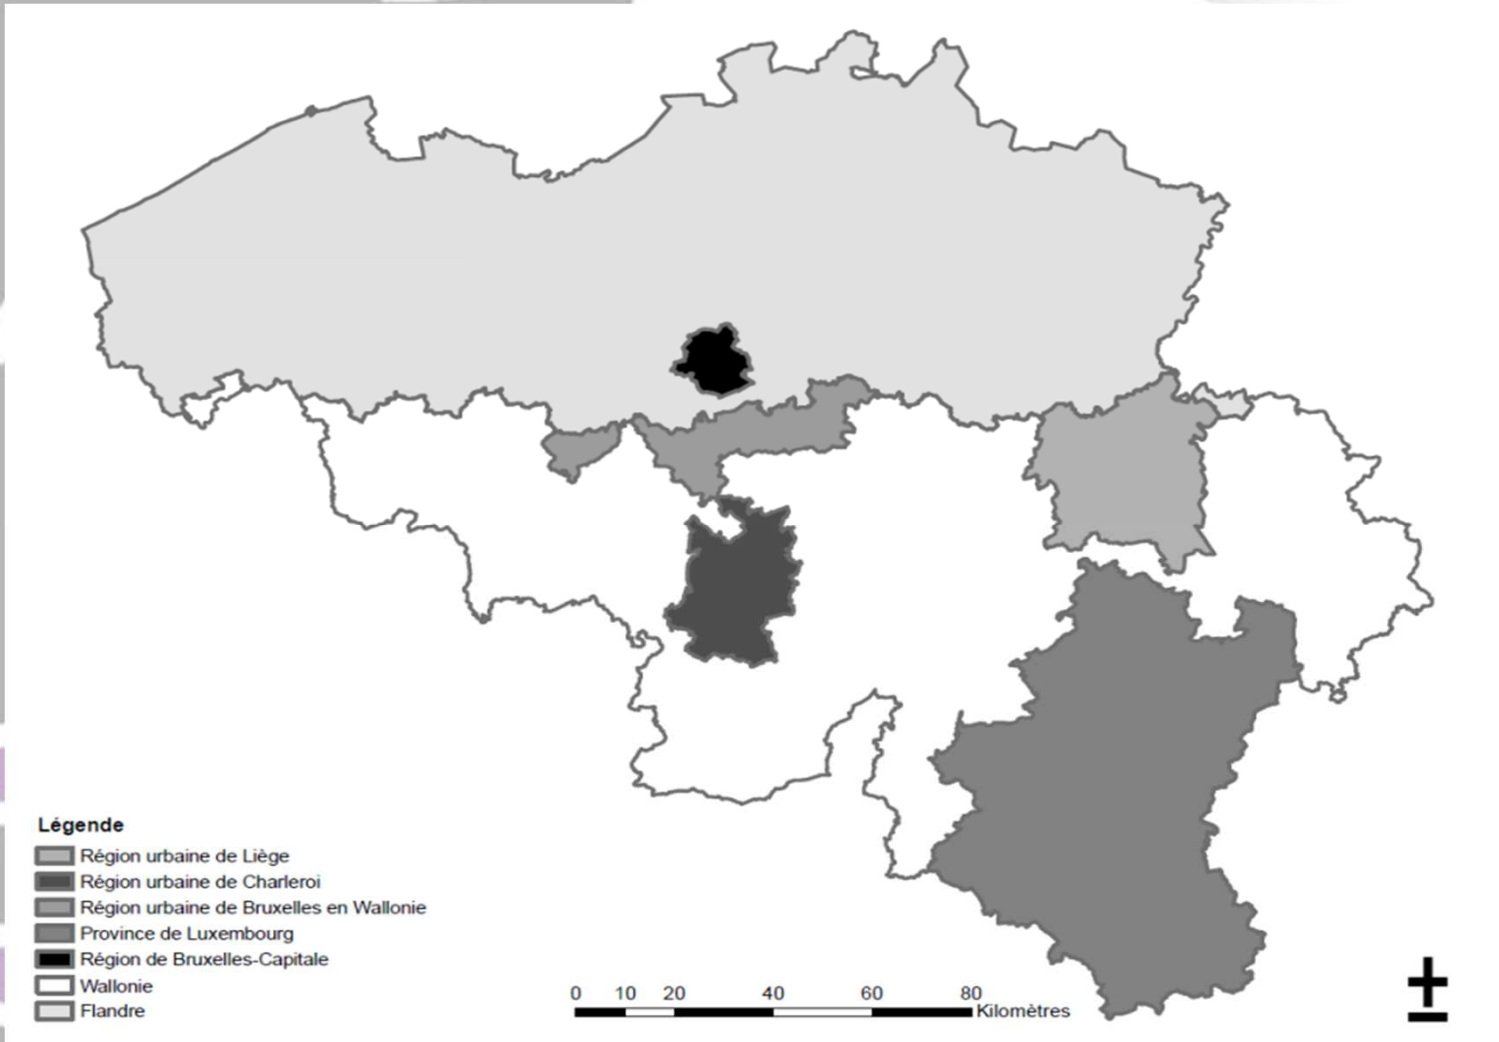 Légende
Région urbaine de Liège
Région urbaine de Charleroi
Région urbaine de Bruxelles en Wallonie
Province de Luxembourg
Région de Bruxelles-Capitale
Wallonie
Flandre
0 10 20 40 60 80
Kilomètres